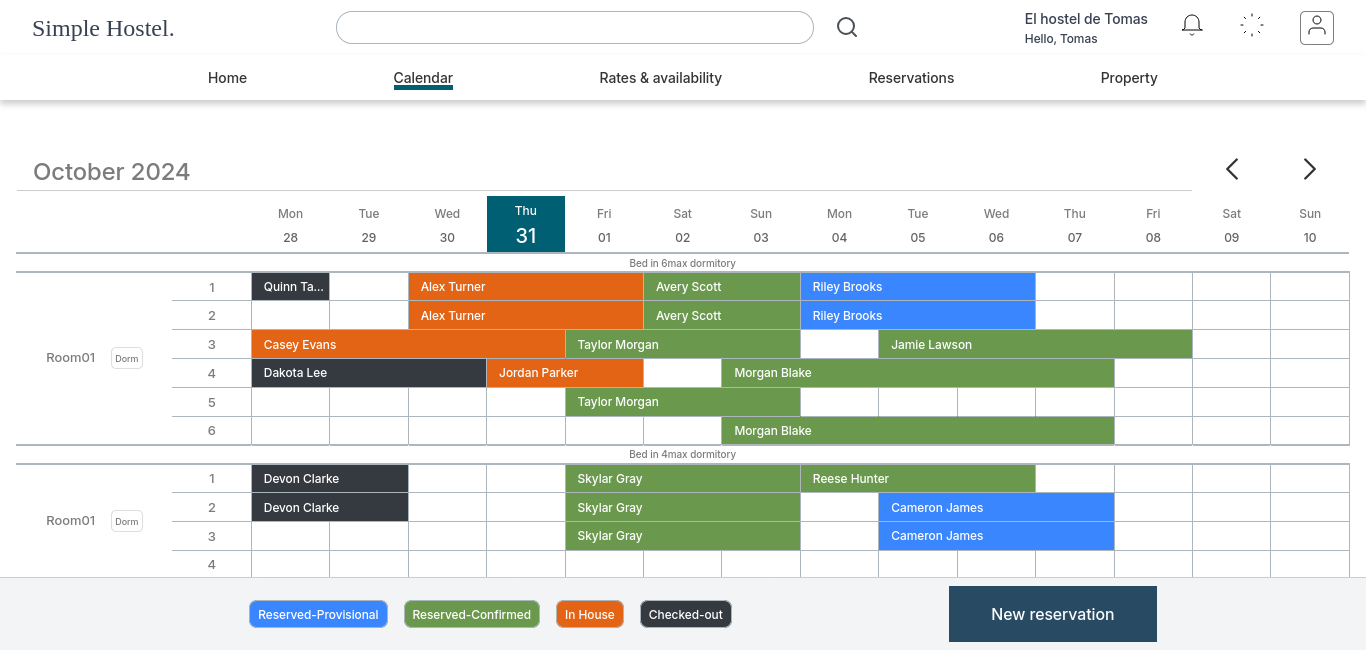 Simple Hostel.
El hostel de Tomas
Hello, Tomas
Home Calendar Rates & availability Reservations Property
October 2024
Mon Tue Wed Thu Fri Sat Sun Mon Tue Wed Thu Fri Sat Sun
28 29 30 31 01 02 03 04 05 06 07 08 09 10
Bed in 6max dormitory
1 Quinn Ta... Alex Turner Avery Scott Riley Brooks
2 Alex Turner Avery Scott Riley Brooks
3 Casey Evans Taylor Morgan Jamie Lawson
Room01 Dorm
4 Dakota Lee Jordan Parker Morgan Blake
5 Taylor Morgan
6 Morgan Blake
Bed in 4max dormitory
1 Devon Clarke Skylar Gray Reese Hunter
2 Devon Clarke Skylar Gray Cameron James
Room01 Dorm
3 Skylar Gray Cameron James
4
Reserved-Provisional Reserved-Confirmed In House Checked-out New reservation